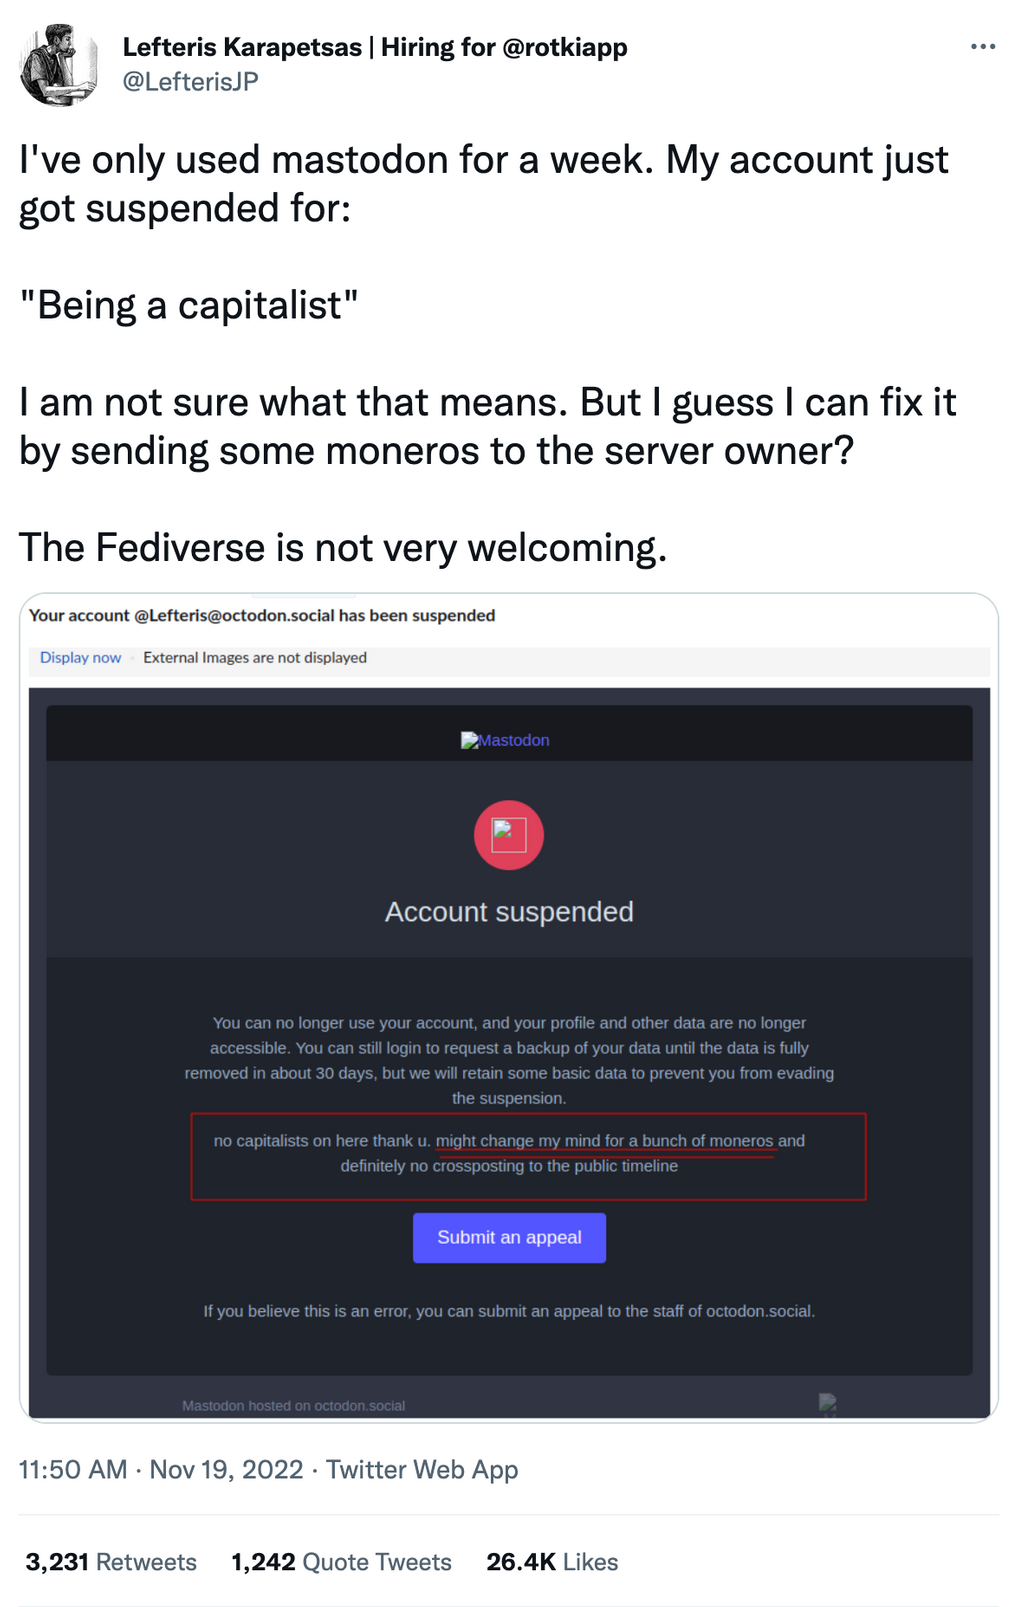 Lefteris Karapetsas | Hiring for @rotkiapp
@LefterisJP
I've only used mastodon for a week. My account just
got suspended for:
"Being a capitalist"
I am not sure what that means. But I guess I can fix it
by sending some moneros to the server owner?
The Fediverse is not very welcoming.
Your account @Lefteris@octodon.social has been suspended
Display now · External Images are not displayed
Mastodon
Account suspended
You can no longer use your account, and your profile and other data are no longer
accessible. You can still login to request a backup of your data until the data is fully
removed in about 30 days, but we will retain some basic data to prevent you from evading
the suspension.
no capitalists on here thank u. might change my mind for a bunch of moneros and
definitely no crossposting to the public timeline
Submit an appeal
If you believe this is an error, you can submit an appeal to the staff of octodon.social.
Mastodon hosted on octodon.social
11:50 AM · Nov 19, 2022 · Twitter Web App
3,231 Retweets 1,242 Quote Tweets 26.4K Likes